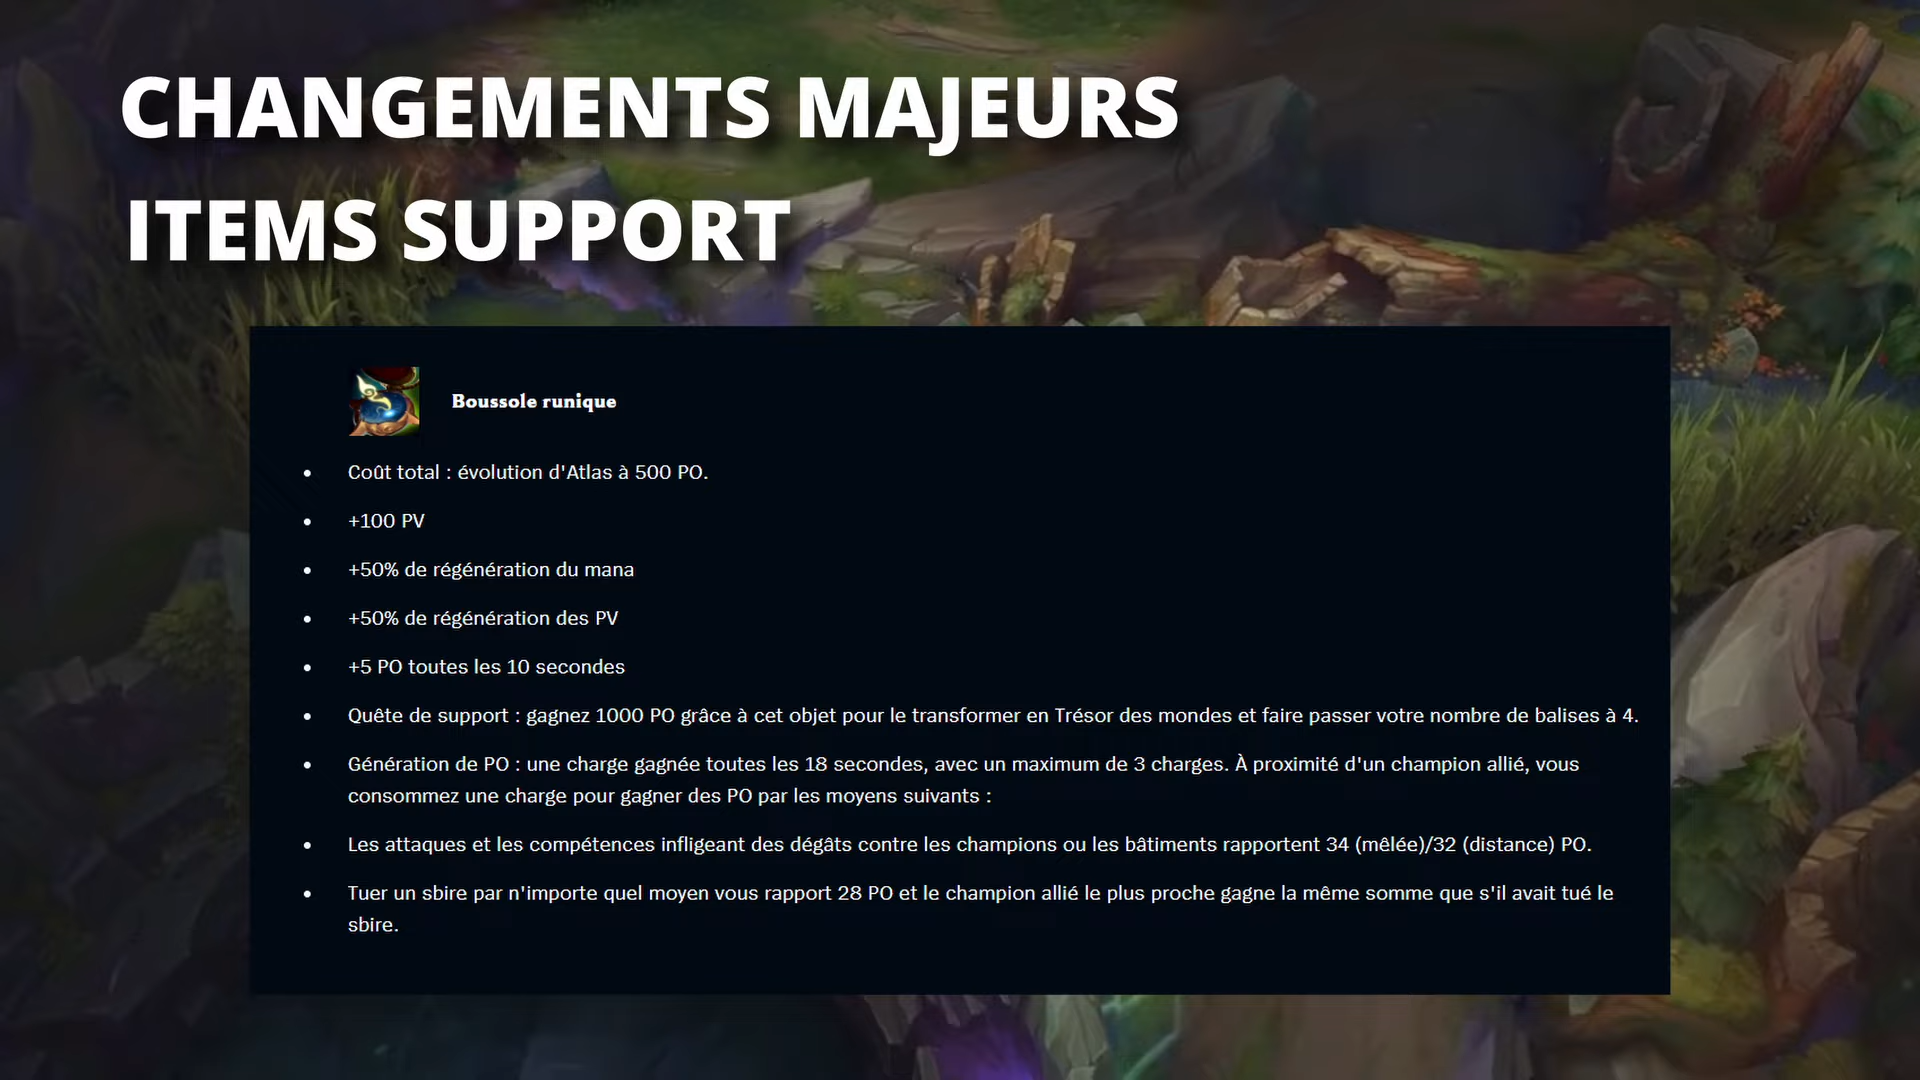 CHANGEMENTS MAJEURS
ITEMS SUPPORT
Boussole runique
• Coût total : évolution d'Atlas à 500 PO.
• +100 PV
• +50% de régénération du mana
• +50% de régénération des PV
• +5 PO toutes les 10 secondes
• Quête de support : gagnez 1000 PO grâce à cet objet pour le transformer en Trésor des mondes et faire passer votre nombre de balises à 4.
• Génération de PO : une charge gagnée toutes les 18 secondes, avec un maximum de 3 charges. À proximité d'un champion allié, vous
consommez une charge pour gagner des PO par les moyens suivants :
• Les attaques et les compétences infligeant des dégâts contre les champions ou les bâtiments rapportent 34 (mêlée)/32 (distance) PO.
• Tuer un sbire par n'importe quel moyen vous rapport 28 PO et le champion allié le plus proche gagne la même somme que s'il avait tué le
sbire.